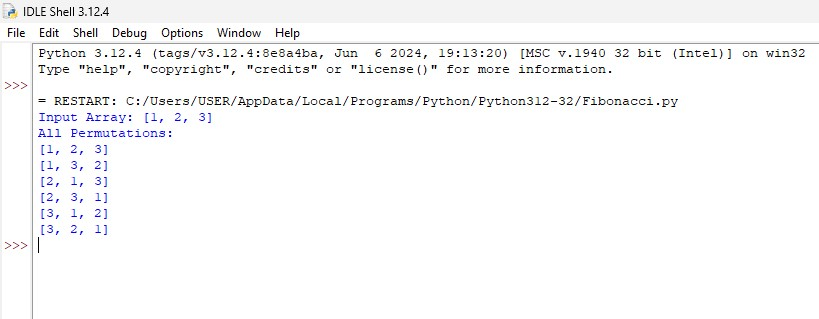 IDLE Shell 3.12.4
File Edit Shell Debug Options Window Help
Python 3.12.4 (tags/v3.12.4:8e8a4ba, Jun  6 2024, 19:13:20) [MSC v.1940 32 bit (Intel)] on win32
Type "help", "copyright", "credits" or "license()" for more information.
>>>
= RESTART: C:/Users/USER/AppData/Local/Programs/Python/Python312-32/Fibonacci.py
Input Array: [1, 2, 3]
All Permutations:
[1, 2, 3]
[1, 3, 2]
[2, 1, 3]
[2, 3, 1]
[3, 1, 2]
[3, 2, 1]
>>>